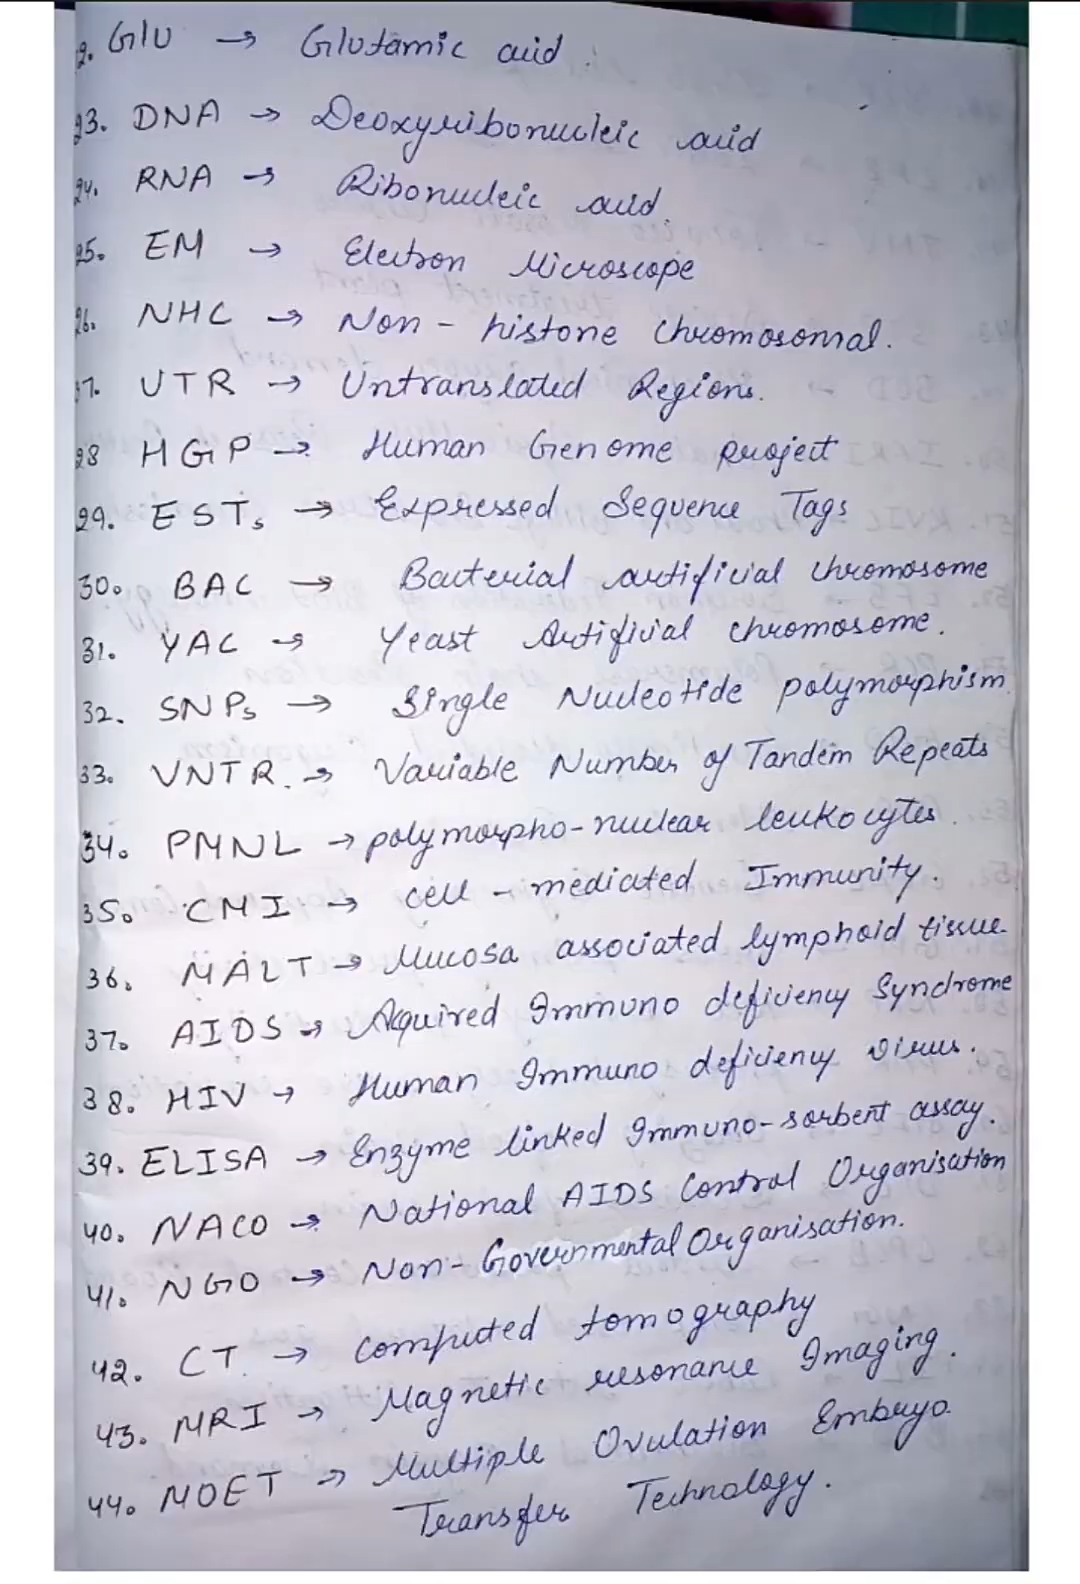 2. Glu → Glutamic acid.
23. DNA → Deoxyribonucleic acid
24. RNA → Ribonucleic acid.
25. EM → Electron Microscope
26. NHC → Non - histone chromosomal.
27. UTR → Untranslated Regions.
28 HGP → Human Genome project
29. ESTs → Expressed Sequence Tags
30. BAC → Bacterial artificial chromosome
31. YAC → Yeast Artificial chromosome.
32. SNPs → Single Nucleotide polymorphism
33. VNTR. → Variable Number of Tandem Repeats
34. PMNL → polymorpho-nuclear leukocytes.
35. CMI → cell - mediated Immunity.
36. MALT → Mucosa associated lymphoid tissue
37. AIDS → Acquired Immuno deficiency Syndrome
38. HIV → Human Immuno deficiency virus.
39. ELISA → Enzyme linked Immuno-sorbent assay.
40. NACO → National AIDS Control Organisation
41. NGO → Non-Governmental Organisation.
42. CT → Computed tomography
43. MRI → Magnetic resonance Imaging.
44. MOET → Multiple Ovulation Embryo
Transfer Technology.